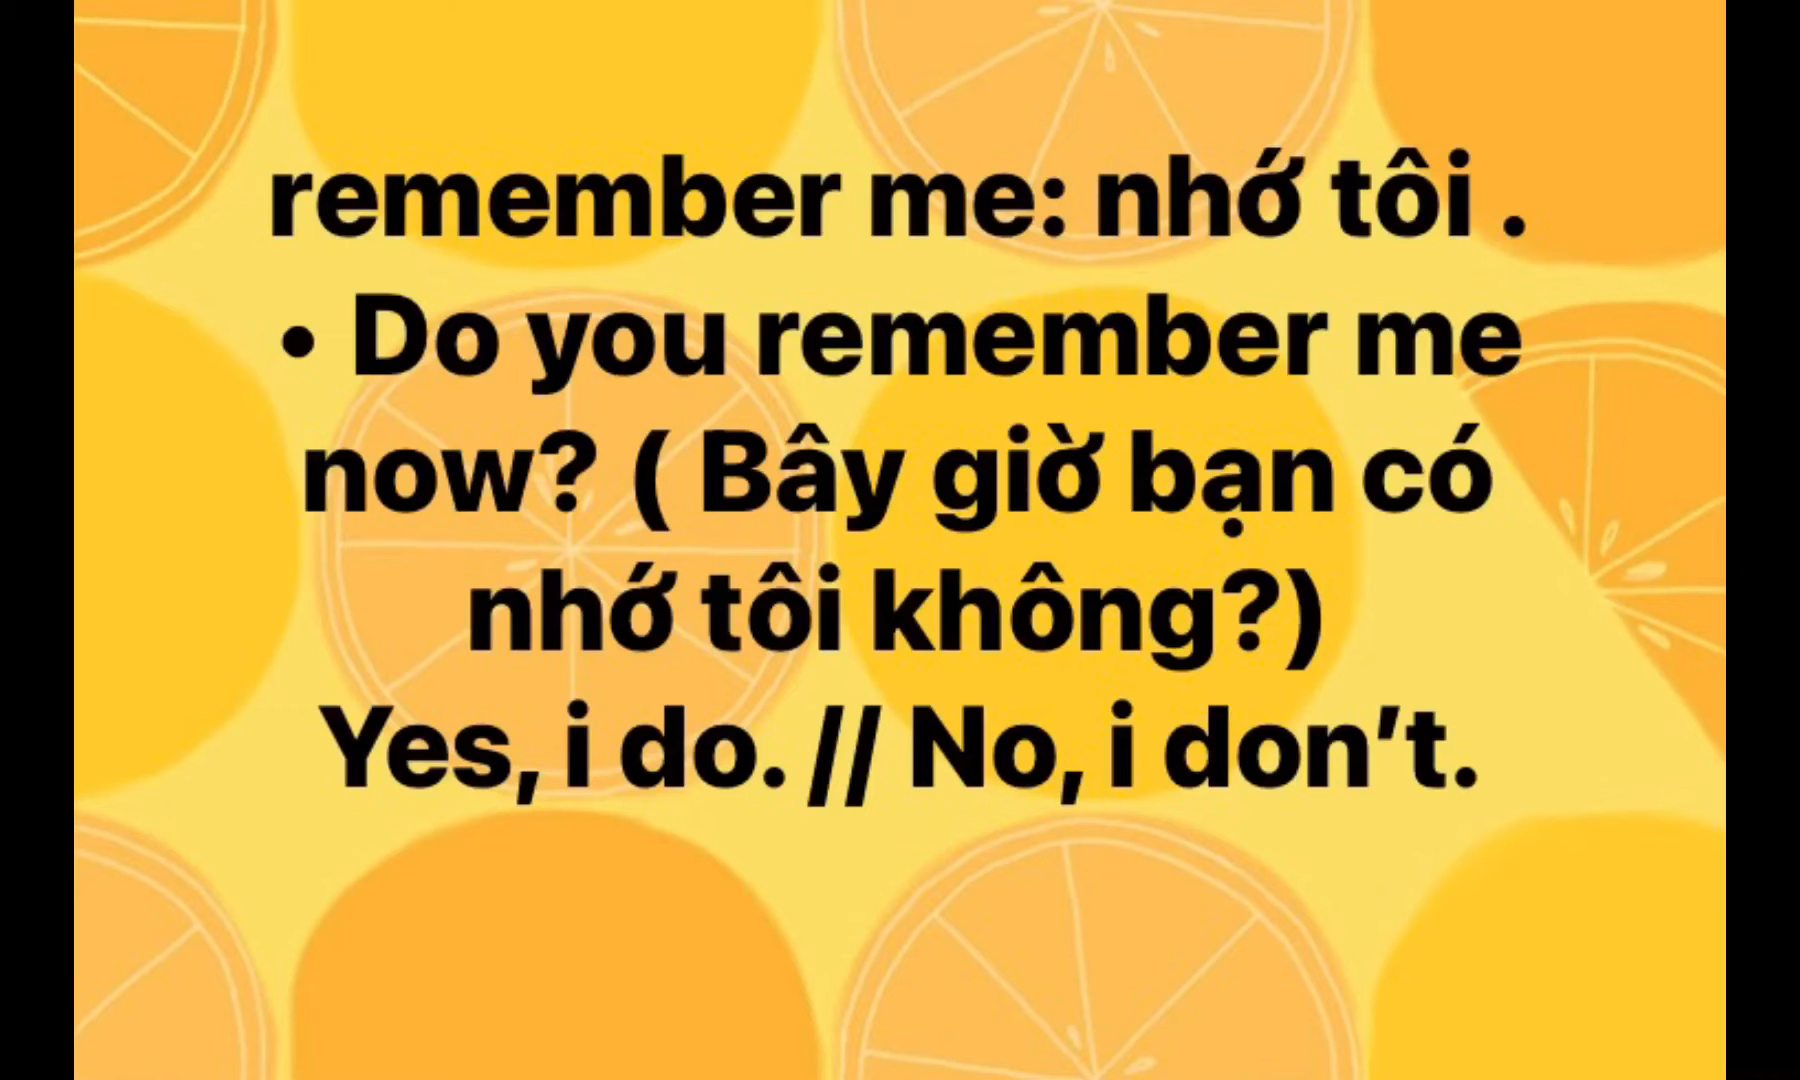 remember me: nhớ tôi .
• Do you remember me
now? ( Bây giờ bạn có
nhớ tôi không?)
Yes, i do. // No, i don’t.